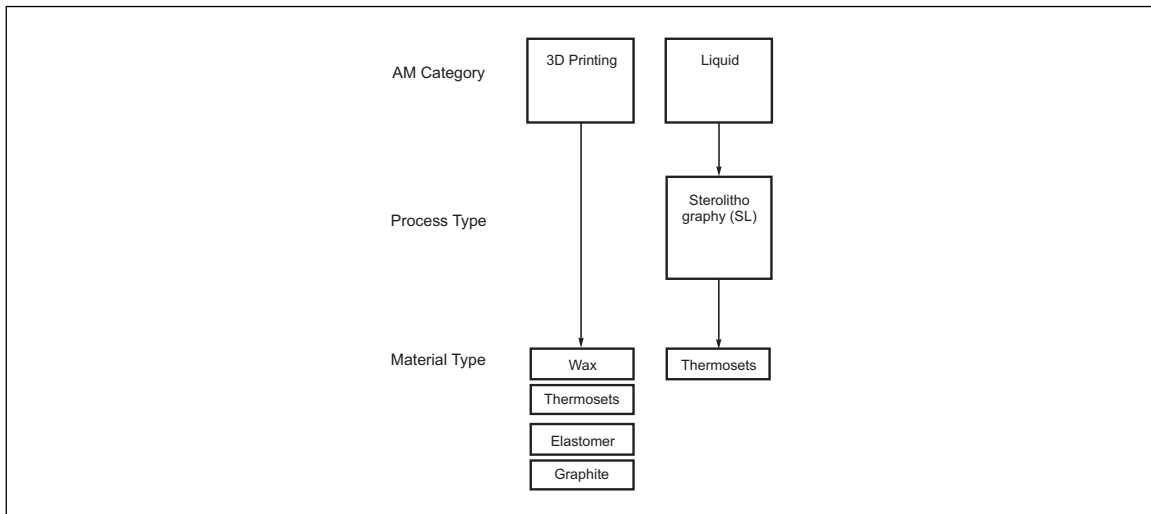 AM Category
3D Printing
Liquid
Process Type
Sterolitho
graphy (SL)
Material Type
Wax
Thermosets
Thermosets
Elastomer
Graphite